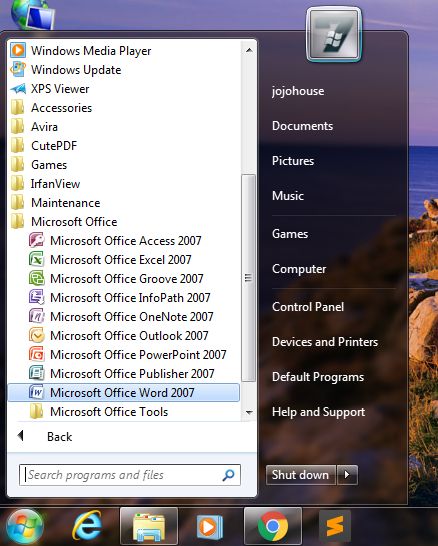 Windows Media Player
Windows Update
XPS Viewer
Accessories
Avira
CutePDF
Games
IrfanView
Maintenance
Microsoft Office
Microsoft Office Access 2007
Microsoft Office Excel 2007
Microsoft Office Groove 2007
Microsoft Office InfoPath 2007
Microsoft Office OneNote 2007
Microsoft Office Outlook 2007
Microsoft Office PowerPoint 2007
Microsoft Office Publisher 2007
Microsoft Office Word 2007
Microsoft Office Tools
Back
Search programs and files
jojohouse
Documents
Pictures
Music
Games
Computer
Control Panel
Devices and Printers
Default Programs
Help and Support
Shut down